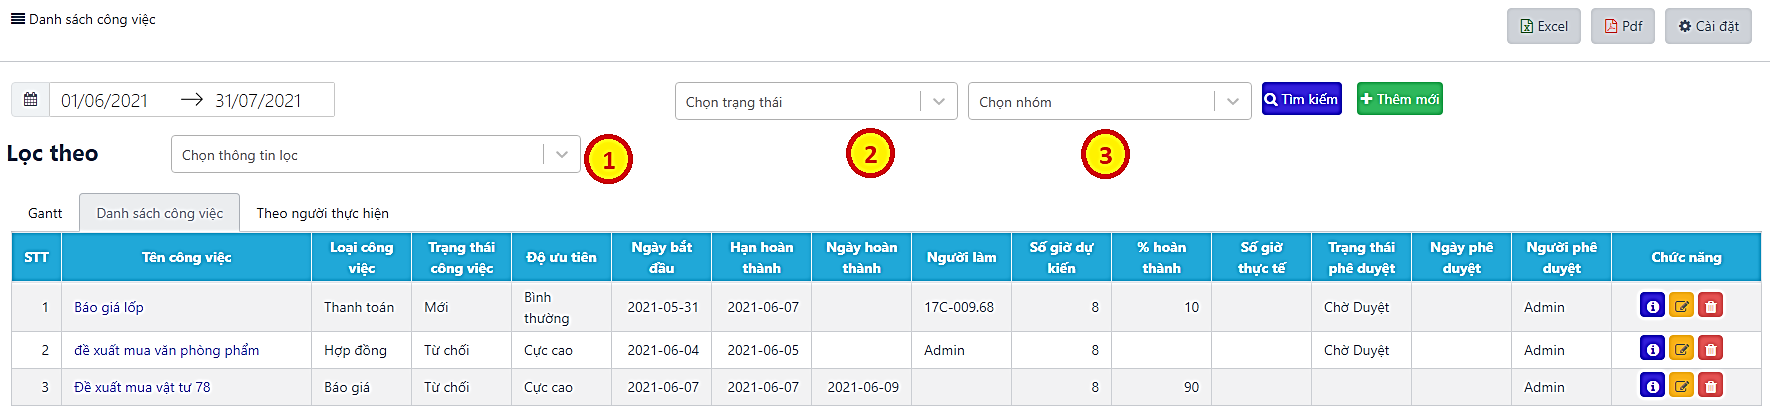 Danh sách công việc
Excel Pdf Cài đặt
01/06/2021 → 31/07/2021 Chọn trạng thái Chọn nhóm Tìm kiếm Thêm mới
Lọc theo Chọn thông tin lọc 1 2 3
Gantt Danh sách công việc Theo người thực hiện
STT Tên công việc Loại công việc Trạng thái công việc Độ ưu tiên Ngày bắt đầu Hạn hoàn thành Ngày hoàn thành Người làm Số giờ dự kiến % hoàn thành Số giờ thực tế Trạng thái phê duyệt Ngày phê duyệt Người phê duyệt Chức năng
1 Báo giá lốp Thanh toán Mới Bình thường 2021-05-31 2021-06-07 17C-009.68 8 10 Chờ Duyệt Admin
2 đề xuất mua văn phòng phẩm Hợp đồng Từ chối Cực cao 2021-06-04 2021-06-05 Admin 8 Chờ Duyệt Admin
3 Đề xuất mua vật tư 78 Báo giá Từ chối Cực cao 2021-06-07 2021-06-07 2021-06-09 8 90 Admin